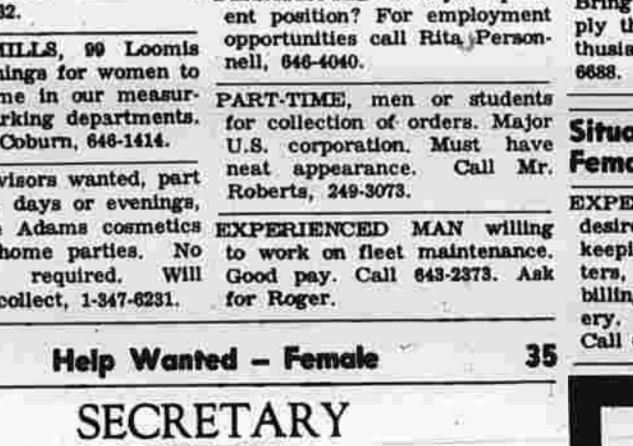 32.
MILLS, 99 Loomis
nings for women to
me in our measur-
rking departments.
Coburn, 646-1414.
visors wanted, part
days or evenings,
Adams cosmetics
home parties. No
required. Will
collect, 1-347-6231.
ent position? For employment
opportunities call Rita Person-
nell, 646-4040.
PART-TIME, men or students
for collection of orders. Major
U.S. corporation. Must have
neat appearance. Call Mr.
Roberts, 249-3073.
EXPERIENCED MAN willing
to work on fleet maintenance.
Good pay. Call 643-2373. Ask
for Roger.
Bring
ply th
thusia
6688.
Situa
Fema
EXPE
desire
keepi
ters,
billin
ery.
Call
Help Wanted – Female 35
SECRETARY